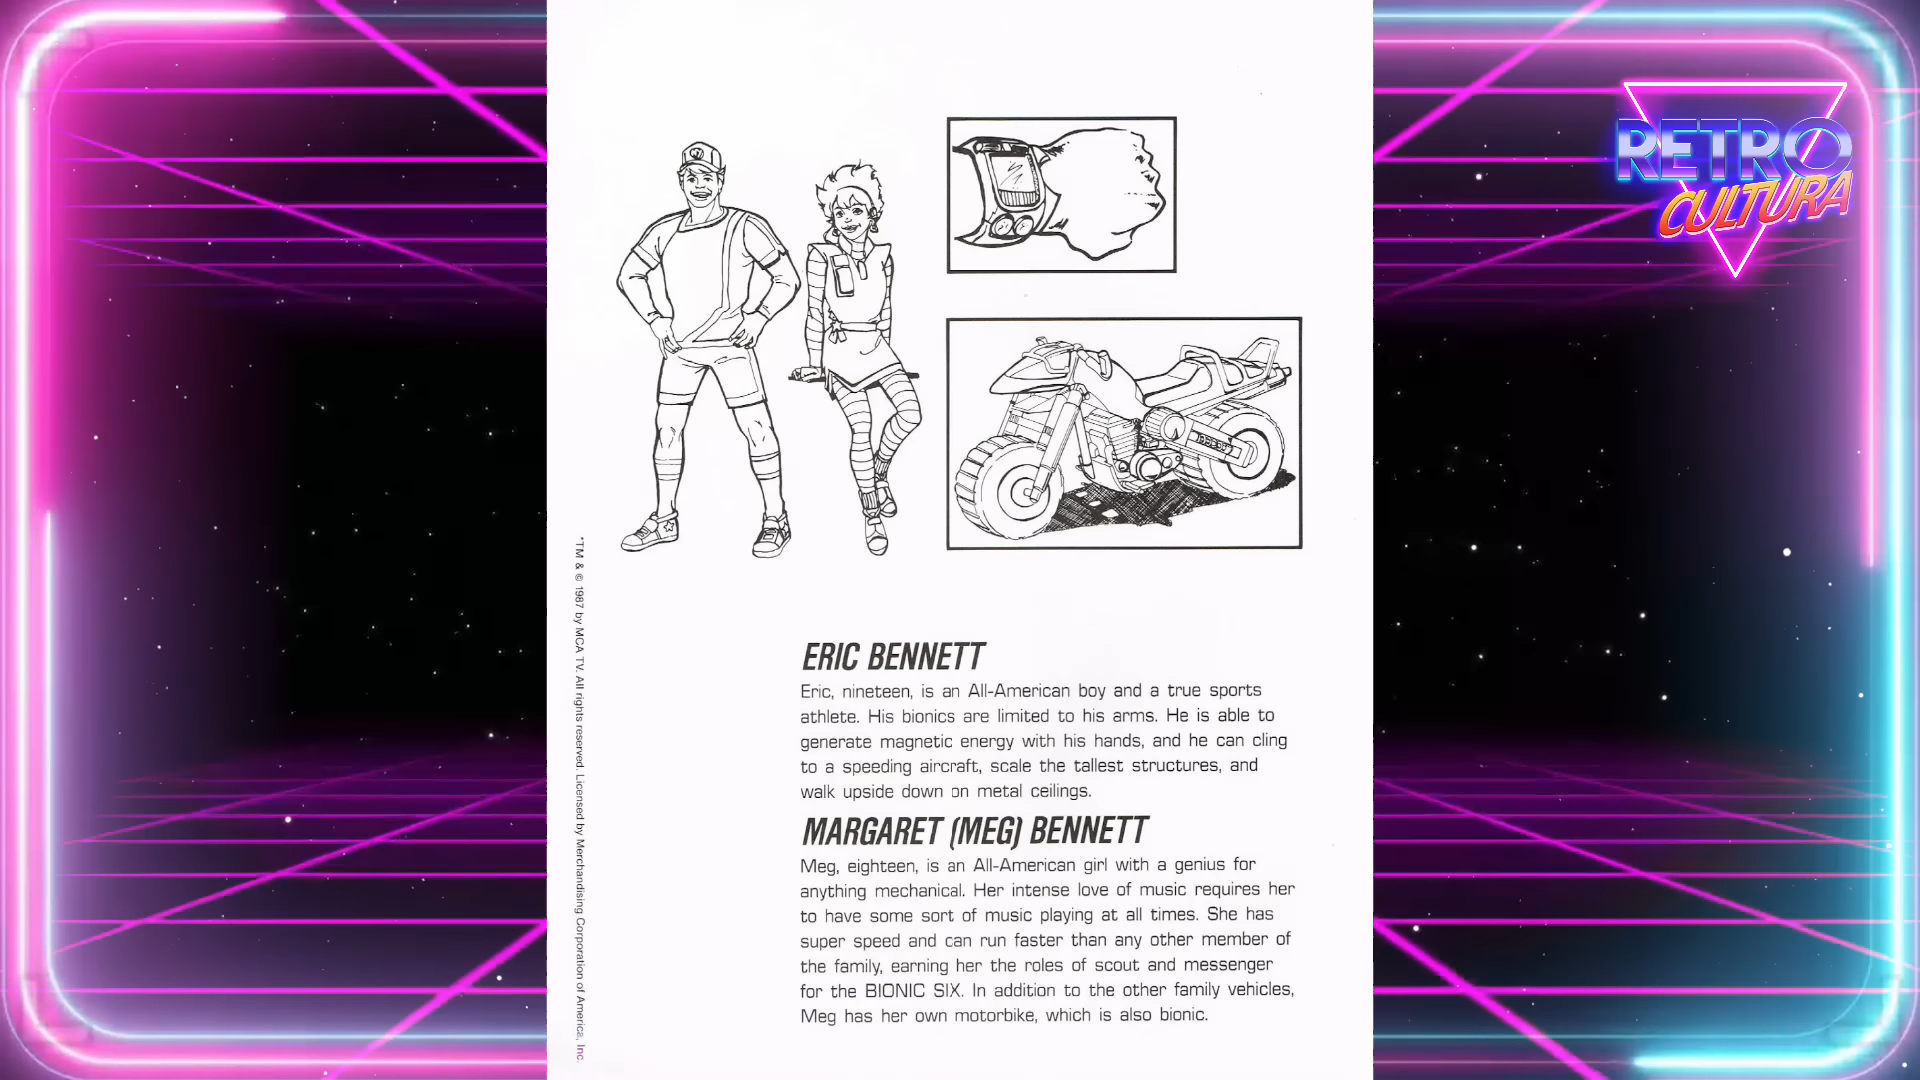 RETRO
CULTURA
ERIC BENNETT
Eric, nineteen, is an All-American boy and a true sports
athlete. His bionics are limited to his arms. He is able to
generate magnetic energy with his hands, and he can cling
to a speeding aircraft, scale the tallest structures, and
walk upside down on metal ceilings.
MARGARET (MEG) BENNETT
Meg, eighteen, is an All-American girl with a genius for
anything mechanical. Her intense love of music requires her
to have some sort of music playing at all times. She has
super speed and can run faster than any other member of
the family, earning her the roles of scout and messenger
for the BIONIC SIX. In addition to the other family vehicles,
Meg has her own motorbike, which is also bionic.
*TM & © 1987 by MCA TV. All rights reserved. Licensed by Merchandising Corporation of America, Inc.